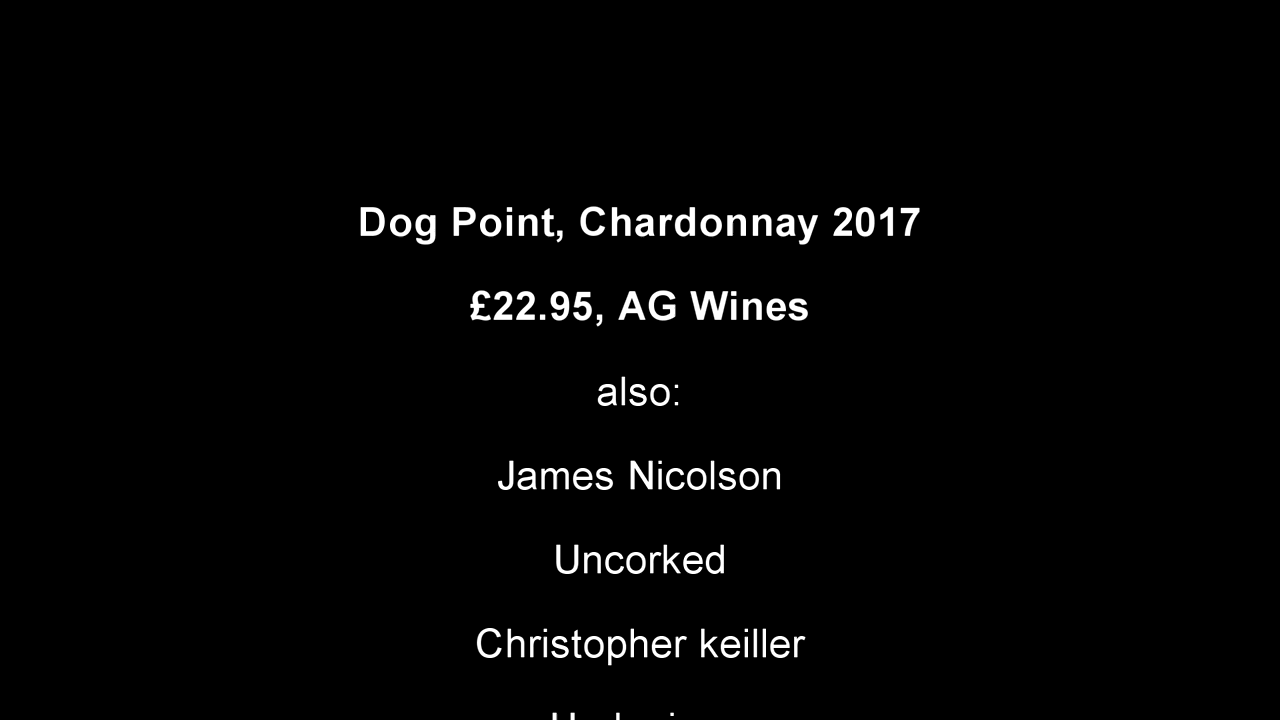 Dog Point, Chardonnay 2017
£22.95, AG Wines
also:
James Nicolson
Uncorked
Christopher keiller